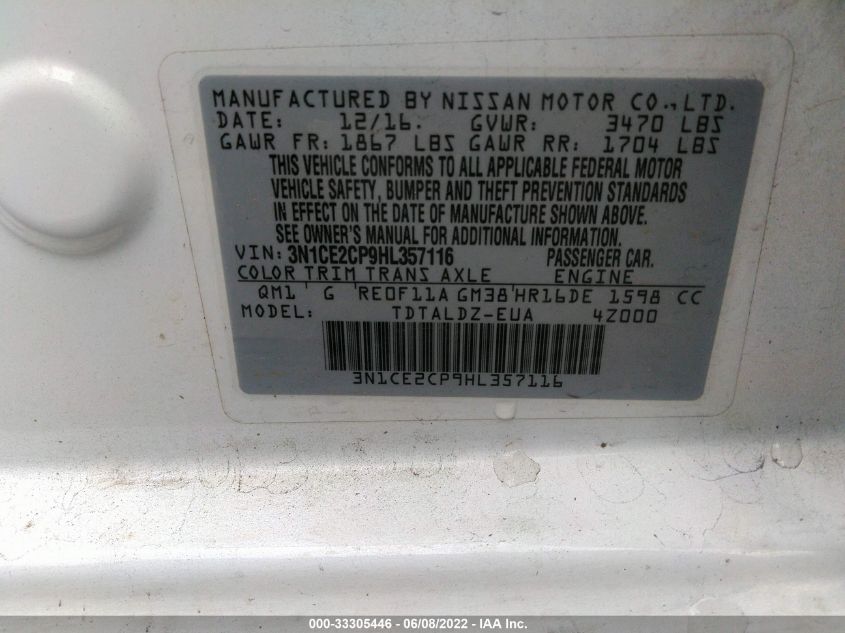 MANUFACTURED BY NISSAN MOTOR CO., LTD.
DATE: 12/16. GVWR: 3470 LBS
GAWR FR: 1867 LBS GAWR RR: 1704 LBS
THIS VEHICLE CONFORMS TO ALL APPLICABLE FEDERAL MOTOR
VEHICLE SAFETY, BUMPER AND THEFT PREVENTION STANDARDS
IN EFFECT ON THE DATE OF MANUFACTURE SHOWN ABOVE.
SEE OWNER'S MANUAL FOR ADDITIONAL INFORMATION.
VIN: 3N1CE2CP9HL357116 PASSENGER CAR.
COLOR TRIM TRANS AXLE ENGINE
QM1 G RE0F11A GM38 HR16DE 1598 CC
MODEL: TDTALDZ-EUA 4Z000
3N1CE2CP9HL357116
000-33305446 - 06/08/2022 - IAA Inc.